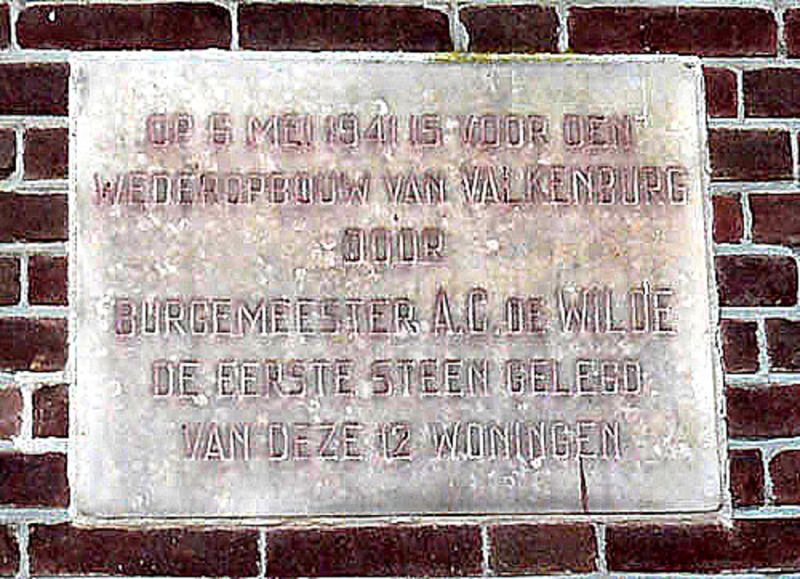 OP 5 MEI 1941 IS VOOR DEN
WEDEROPBOUW VAN VALKENBURG
DOOR
BURGEMEESTER A.C. DE WILDE
DE EERSTE STEEN GELEGD
VAN DEZE 12 WONINGEN